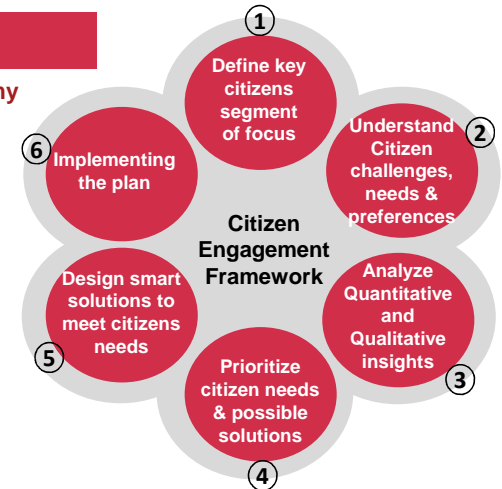 ny
1
Define key
citizens
segment
of focus
2
Understand
Citizen
challenges,
needs &
preferences
3
Analyze
Quantitative
and
Qualitative
insights
4
Prioritize
citizen needs
& possible
solutions
5
Design smart
solutions to
meet citizens
needs
6
Implementing
the plan
Citizen
Engagement
Framework